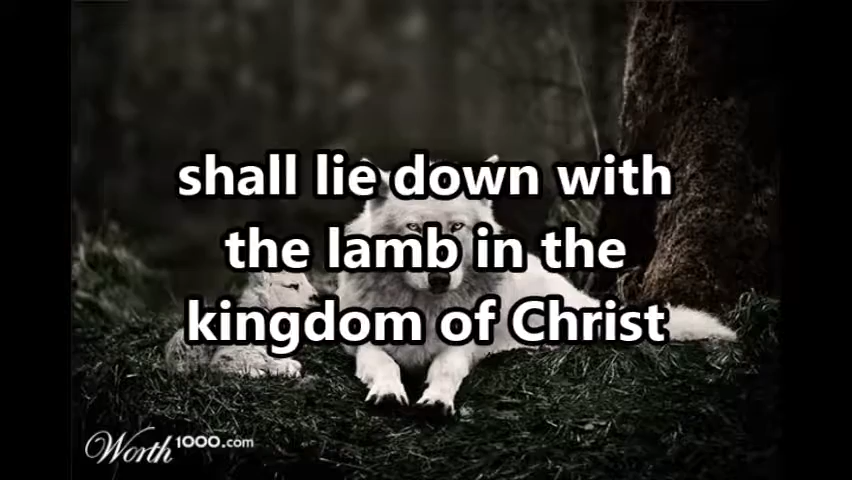 shall lie down with
the lamb in the
kingdom of Christ
Worth1000.com